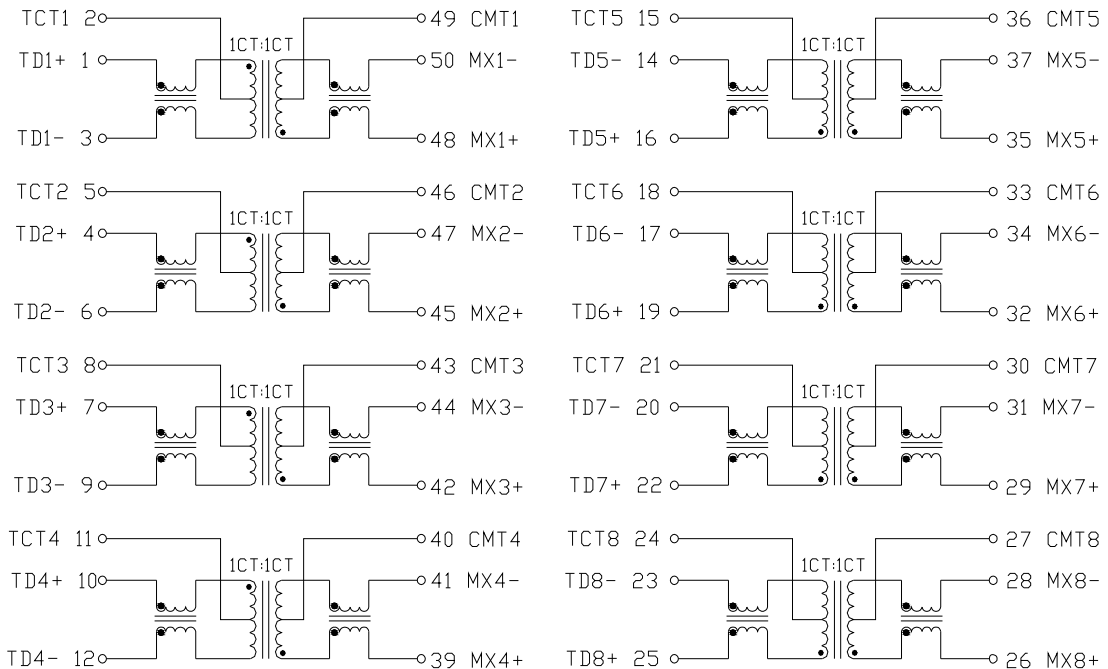 TCT1 2 49 CMT1
1CT:1CT
TD1+ 1 50 MX1-
TD1- 3 48 MX1+
TCT2 5 46 CMT2
1CT:1CT
TD2+ 4 47 MX2-
TD2- 6 45 MX2+
TCT3 8 43 CMT3
1CT:1CT
TD3+ 7 44 MX3-
TD3- 9 42 MX3+
TCT4 11 40 CMT4
1CT:1CT
TD4+ 10 41 MX4-
TD4- 12 39 MX4+
TCT5 15 36 CMT5
1CT:1CT
TD5- 14 37 MX5-
TD5+ 16 35 MX5+
TCT6 18 33 CMT6
1CT:1CT
TD6- 17 34 MX6-
TD6+ 19 32 MX6+
TCT7 21 30 CMT7
1CT:1CT
TD7- 20 31 MX7-
TD7+ 22 29 MX7+
TCT8 24 27 CMT8
1CT:1CT
TD8- 23 28 MX8-
TD8+ 25 26 MX8+